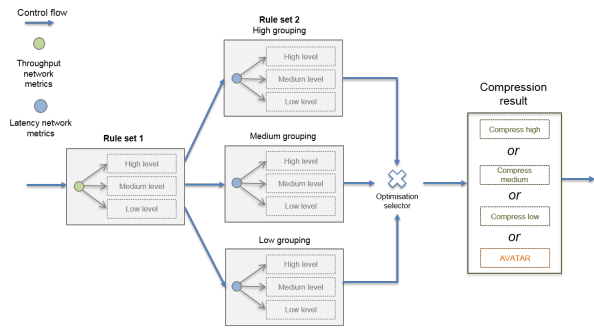 Control flow
Throughput
network
metrics
Latency network
metrics
Rule set 1
High level
Medium level
Low level
Rule set 2
High grouping
High level
Medium level
Low level
Medium grouping
High level
Medium level
Low level
Low grouping
High level
Medium level
Low level
Optimisation
selector
Compression
result
Compress high
or
Compress
medium
or
Compress low
or
AVATAR